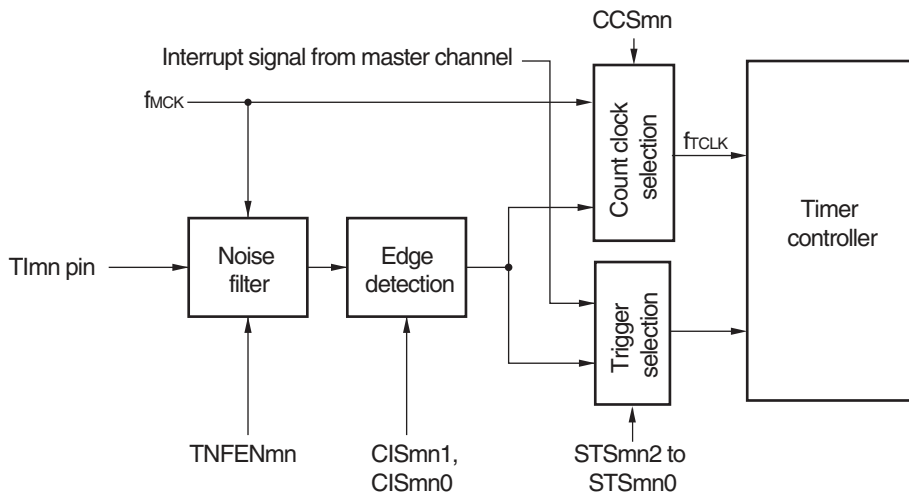 CCSmn
Interrupt signal from master channel
fMCK
Count clock
selection
fTCLK
Timer
controller
TImn pin
Noise
filter
Edge
detection
Trigger
selection
TNFENmn
CISmn1,
CISmn0
STSmn2 to
STSmn0